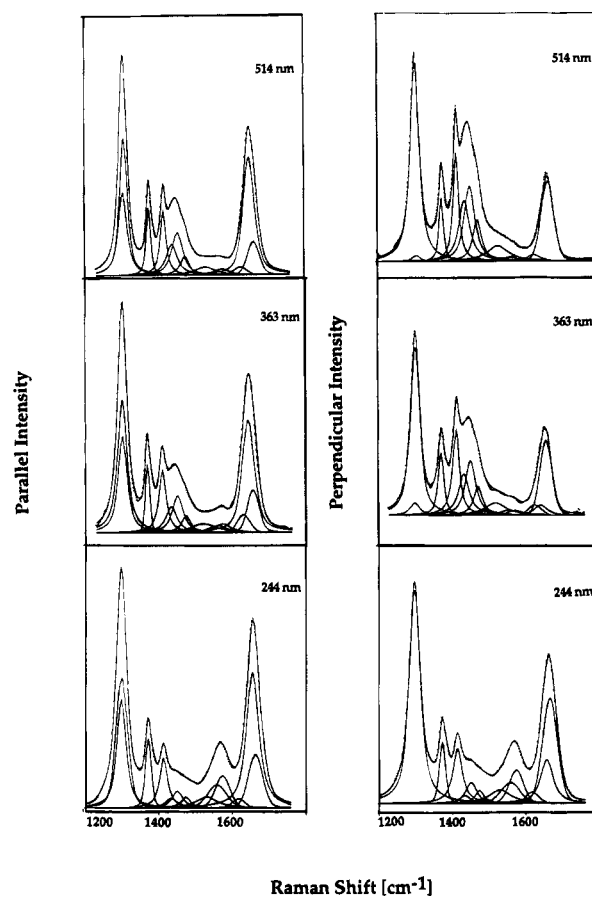 514 nm
514 nm
363 nm
363 nm
Parallel Intensity
Perpendicular Intensity
244 nm
244 nm
1200 1400 1600
1200 1400 1600
Raman Shift [cm-1]